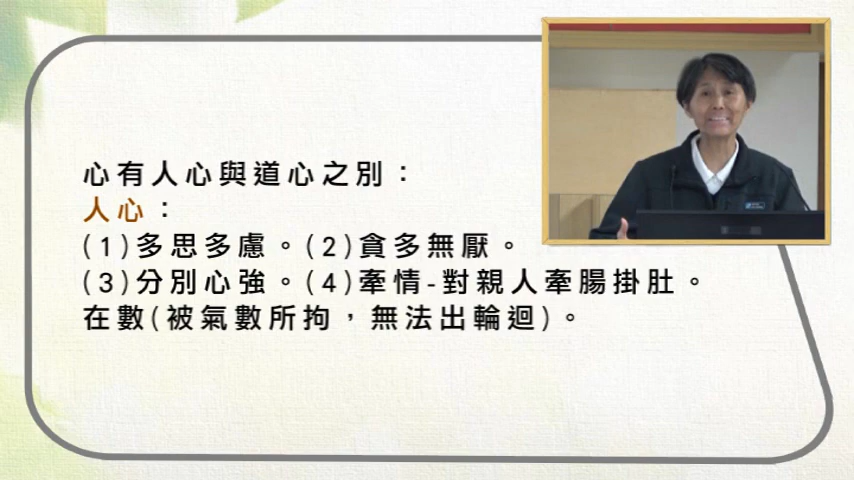 心有人心與道心之別：
人心：
(1)多思多慮。(2)貪多無厭。
(3)分別心強。(4)牽情-對親人牽腸掛肚。
在數(被氣數所拘，無法出輪迴)。